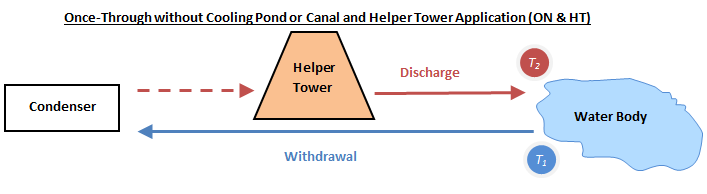 Once-Through without Cooling Pond or Canal and Helper Tower Application (ON & HT)
T2
Helper
Tower
Discharge
Condenser
Water Body
Withdrawal
T1